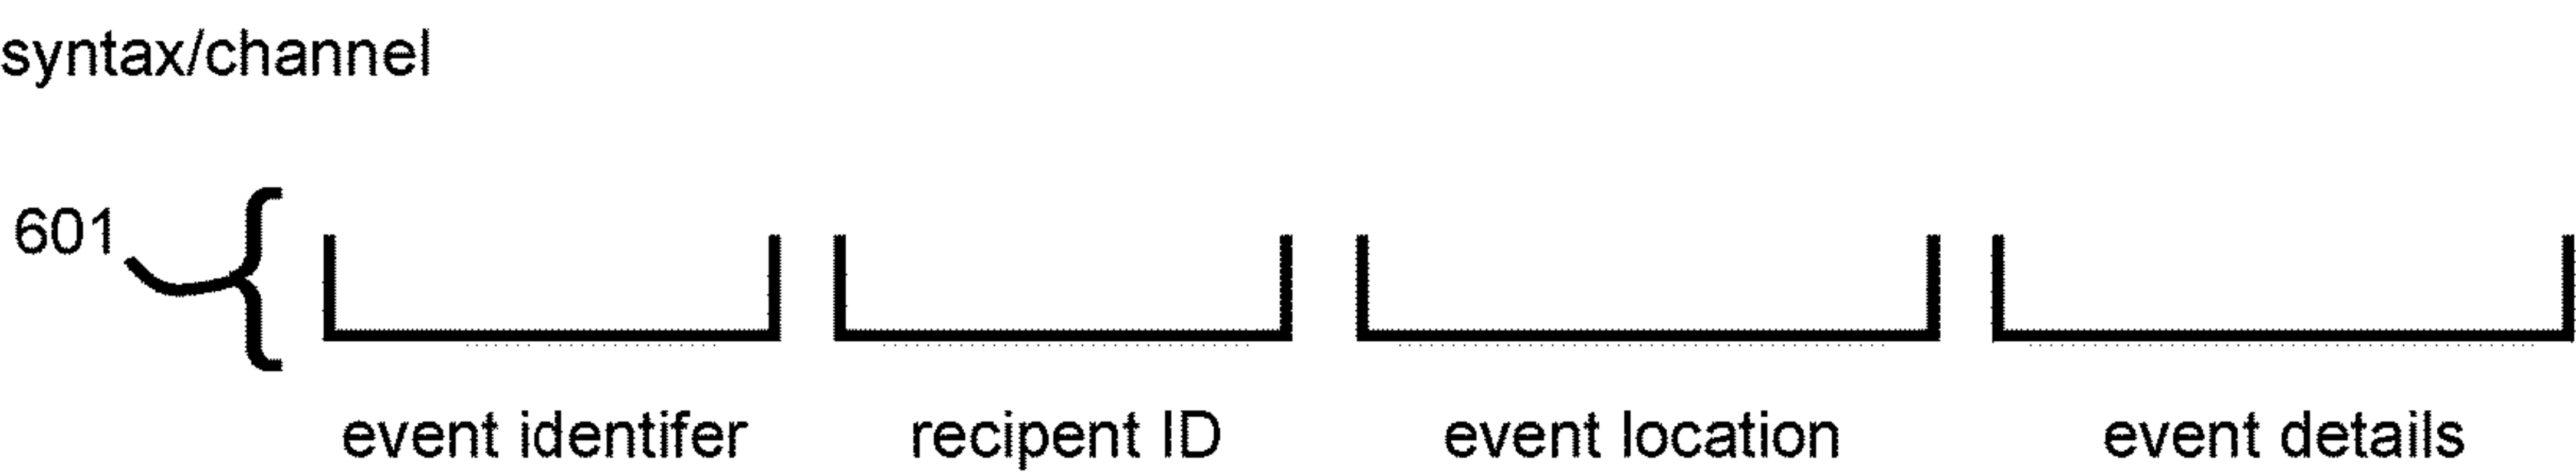 syntax/channel
601
event identifer recipent ID event location event details